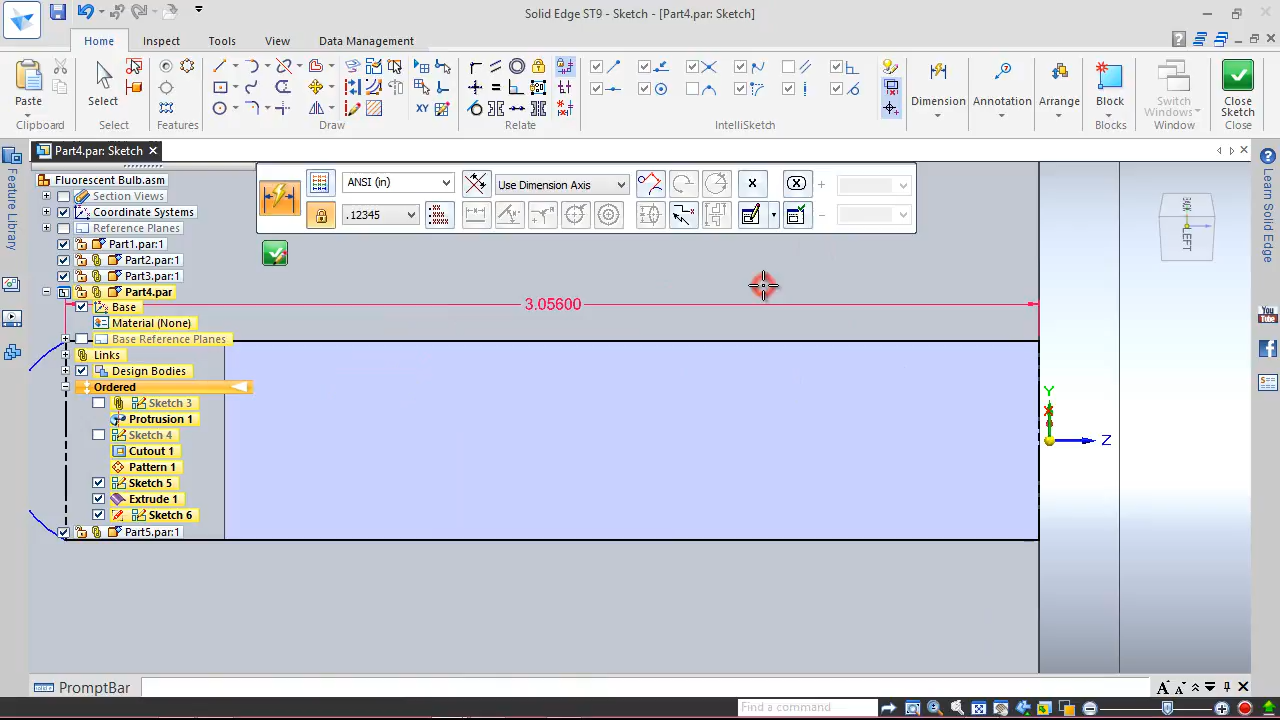 Solid Edge ST9 - Sketch - [Part4.par: Sketch]
Home Inspect Tools View Data Management
Paste
Select
Dimension
Annotation
Arrange
Block
Switch Windows
Close Sketch
Clipboard Select Features Draw Relate IntelliSketch Blocks Window Close
Part4.par: Sketch
Feature Library
Fluorescent Bulb.asm
Section Views
Coordinate Systems
Reference Planes
Part1.par:1
Part2.par:1
Part3.par:1
Part4.par
Base
Material (None)
Base Reference Planes
Links
Design Bodies
Ordered
Sketch 3
Protrusion 1
Sketch 4
Cutout 1
Pattern 1
Sketch 5
Extrude 1
Sketch 6
Part5.par:1
ANSI (in)
Use Dimension Axis
.12345
3.05600
LEFT
Y
Z
Learn Solid Edge
You Tube
PromptBar
Find a command